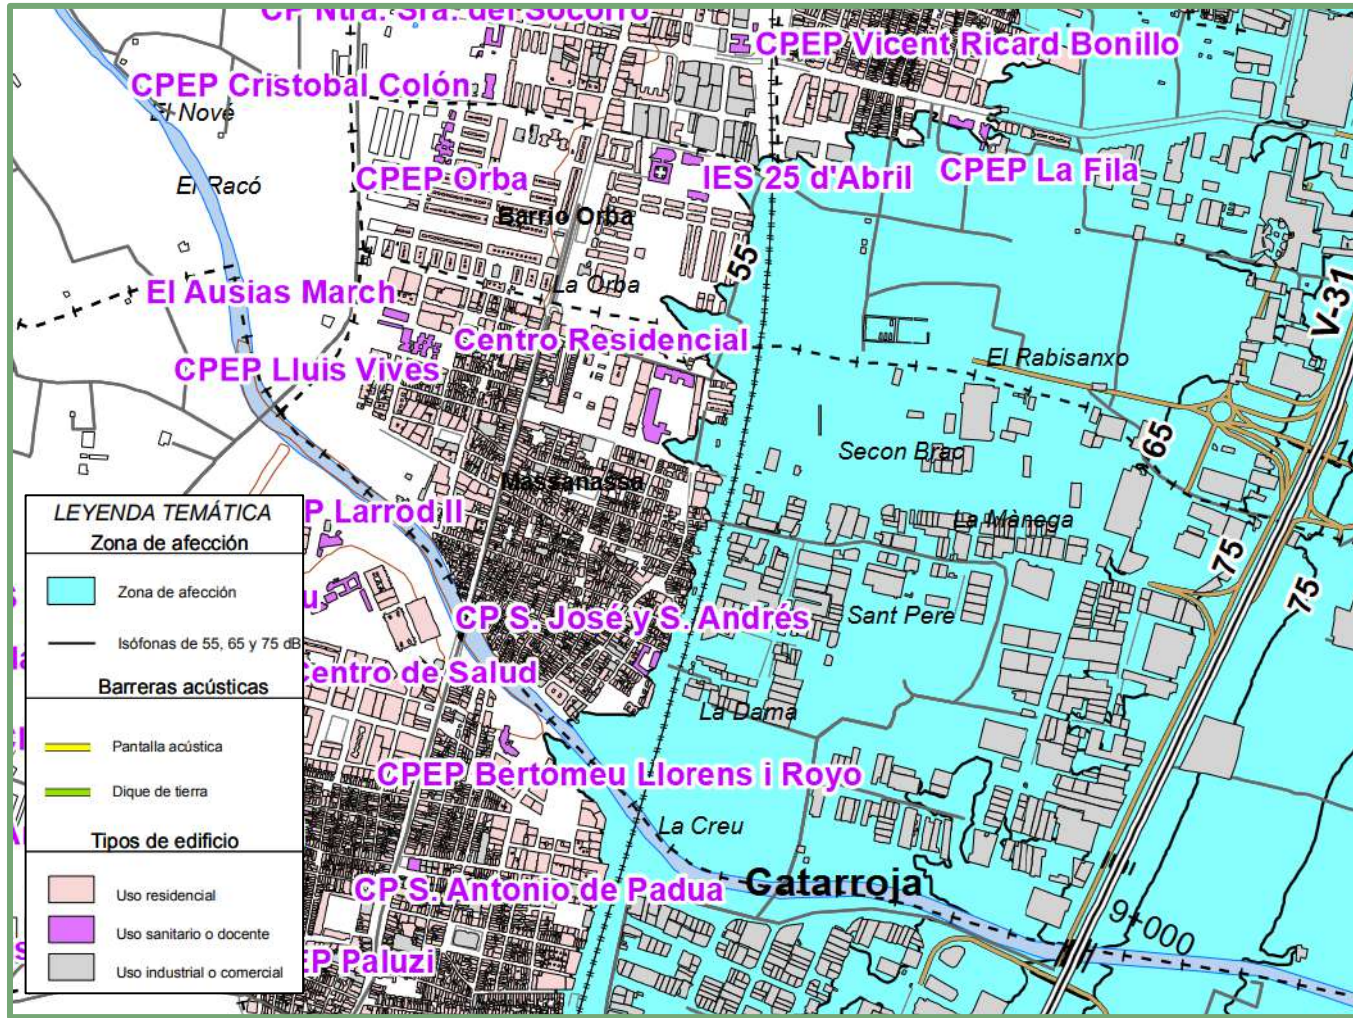 CP Ntra. Sra. del Socorro
CPEP Vicent Ricard Bonillo
CPEP Cristobal Colón
El Nové
CPEP La Fila
IES 25 d'Abril
CPEP Orba
El Racó
Barrio Orba
55
La Orba
El Ausias March
V-31
Centro Residencial
El Rabisanxo
CPEP Lluis Vives
65
Secon Brac
Massanassa
P Larrod II
La Mànega
75
75
CP S. José y S. Andrés
Sant Pere
Centro de Salud
La Dama
CPEP Bertomeu Llorens i Royo
La Creu
CP S. Antonio de Padua
Catarroja
9+000
EP Paluzi
LEYENDA TEMÁTICA
Zona de afección
Zona de afección
Isófonas de 55, 65 y 75 dB
Barreras acústicas
Pantalla acústica
Dique de tierra
Tipos de edificio
Uso residencial
Uso sanitario o docente
Uso industrial o comercial